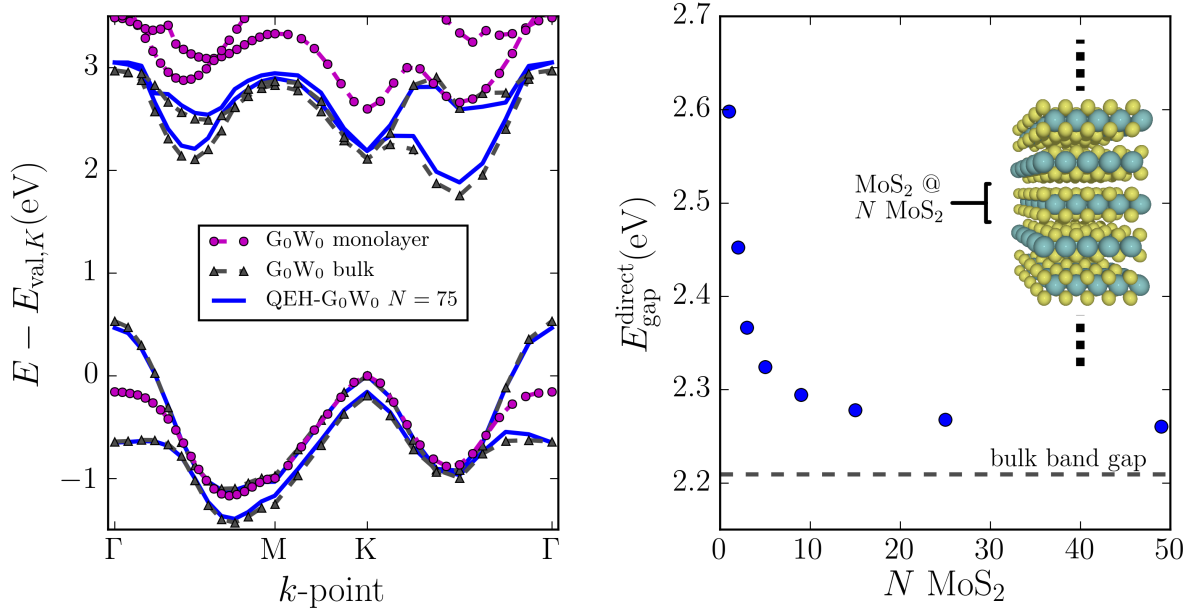 E − E_val,K (eV)
3
2
1
0
−1
G₀W₀ monolayer
G₀W₀ bulk
QEH-G₀W₀ N = 75
Γ
M
K
Γ
k-point
E_gap^direct (eV)
2.7
2.6
2.5
2.4
2.3
2.2
MoS₂ @
N MoS₂
bulk band gap
0
10
20
30
40
50
N MoS₂